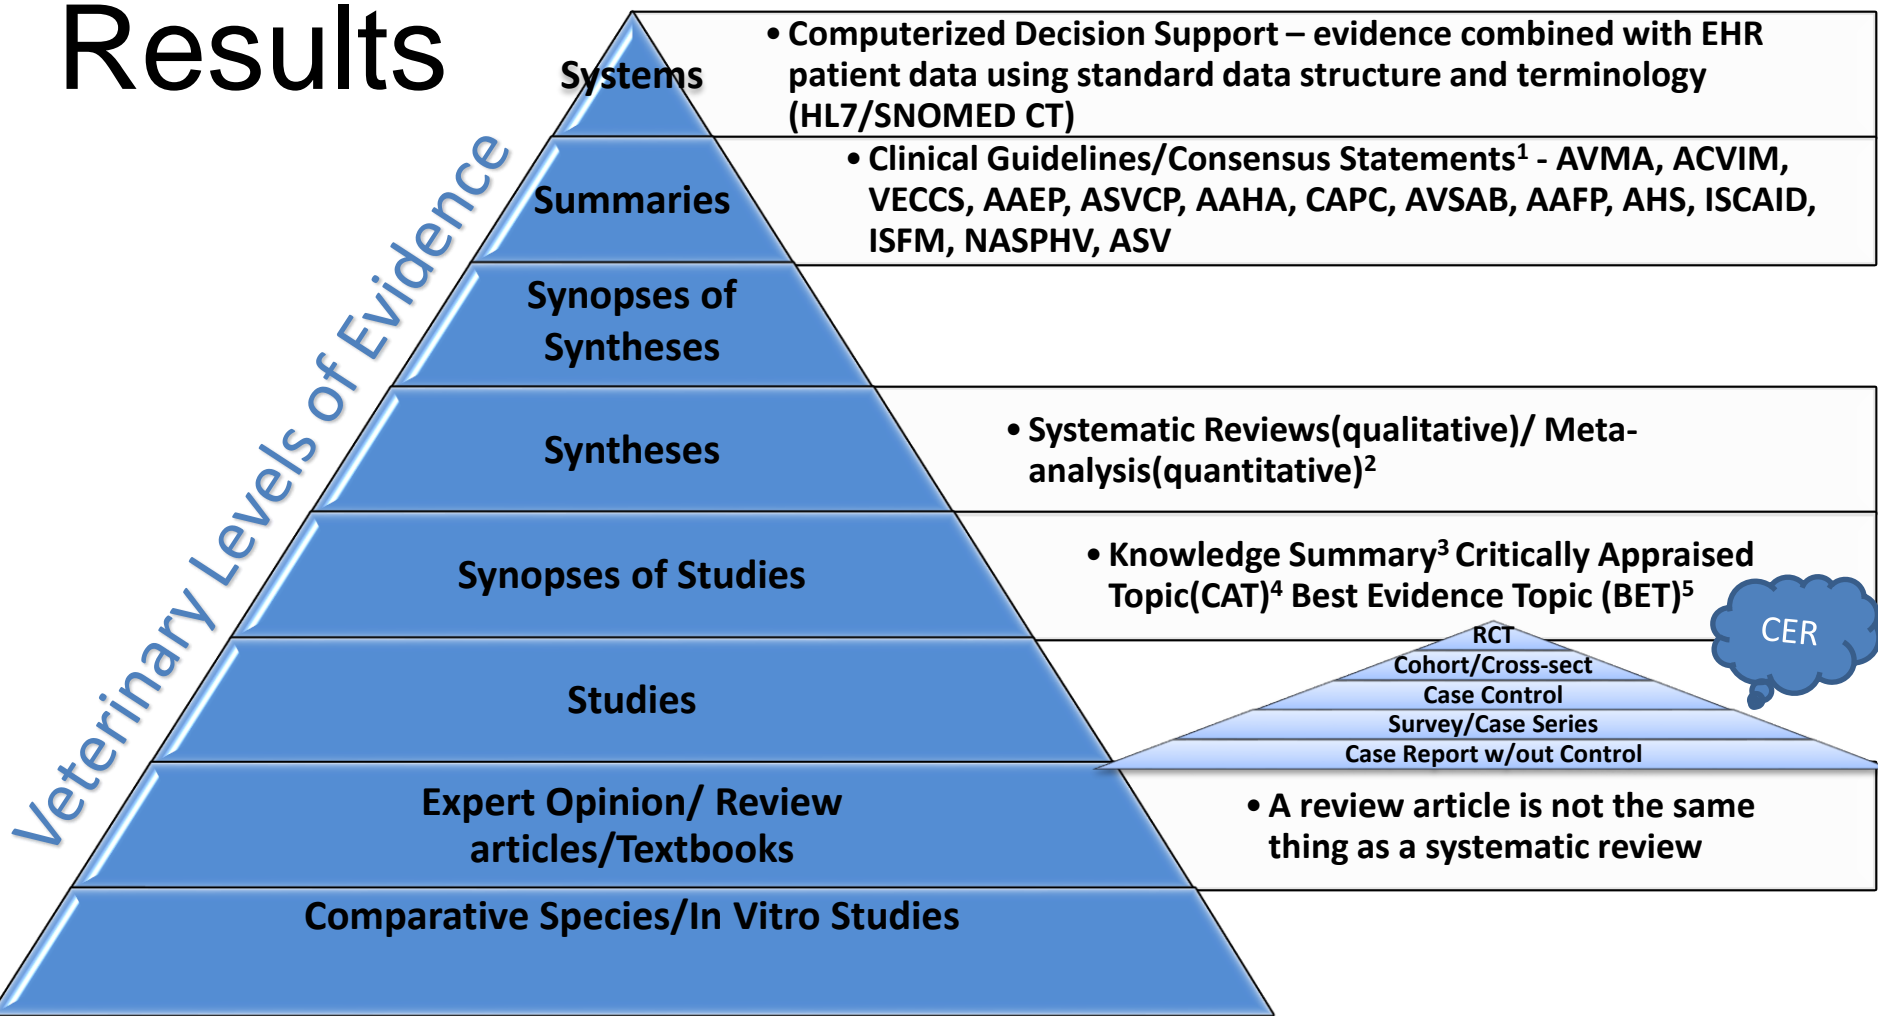 Results
Veterinary Levels of Evidence
Systems
• Computerized Decision Support – evidence combined with EHR
patient data using standard data structure and terminology
(HL7/SNOMED CT)
Summaries
• Clinical Guidelines/Consensus Statements¹ - AVMA, ACVIM,
VECCS, AAEP, ASVCP, AAHA, CAPC, AVSAB, AAFP, AHS, ISCAID,
ISFM, NASPHV, ASV
Synopses of
Syntheses
Syntheses
• Systematic Reviews(qualitative)/ Meta-
analysis(quantitative)²
Synopses of Studies
• Knowledge Summary³ Critically Appraised
Topic(CAT)⁴ Best Evidence Topic (BET)⁵
CER
Studies
RCT
Cohort/Cross-sect
Case Control
Survey/Case Series
Case Report w/out Control
Expert Opinion/ Review
articles/Textbooks
• A review article is not the same
thing as a systematic review
Comparative Species/In Vitro Studies